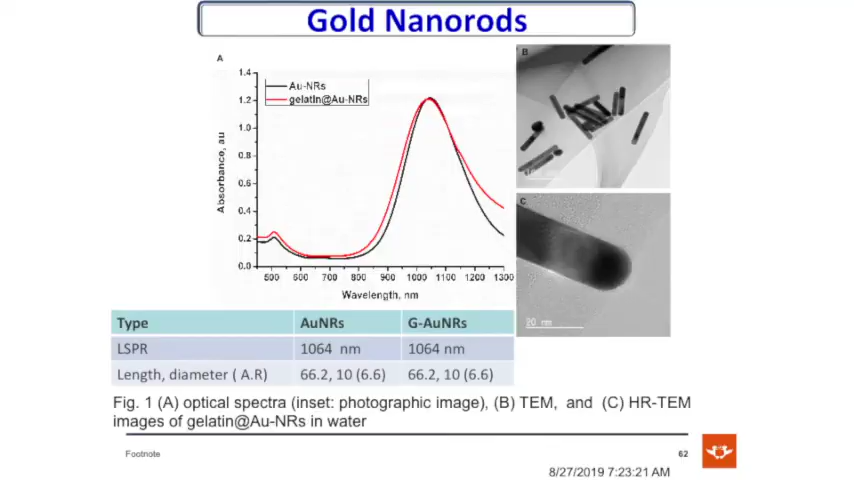 Gold Nanorods
A
1.4
1.2
1.0
0.8
0.6
0.4
0.2
0.0
Absorbance, au
Au-NRs
gelatin@Au-NRs
500 600 700 800 900 1000 1100 1200 1300
Wavelength, nm
B
C
20 nm
Type AuNRs G-AuNRs
LSPR 1064 nm 1064 nm
Length, diameter ( A.R) 66.2, 10 (6.6) 66.2, 10 (6.6)
Fig. 1 (A) optical spectra (inset: photographic image), (B) TEM, and (C) HR-TEM
images of gelatin@Au-NRs in water
Footnote
62
8/27/2019 7:23:21 AM